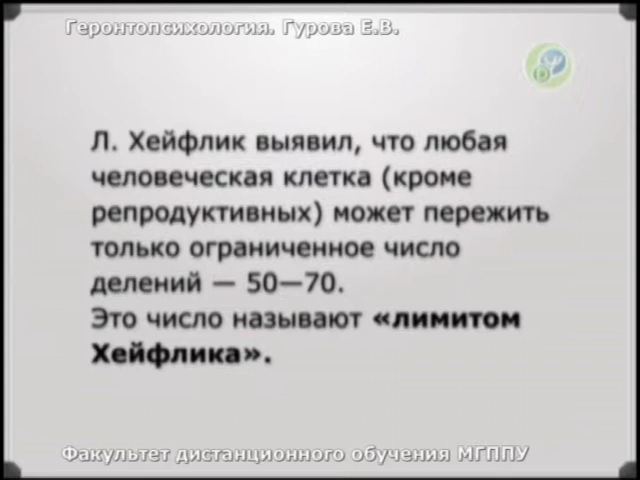 Геронтопсихология. Гурова Е.В.
Л. Хейфлик выявил, что любая
человеческая клетка (кроме
репродуктивных) может пережить
только ограниченное число
делений — 50—70.
Это число называют «лимитом
Хейфлика».
Факультет дистанционного обучения МГППУ